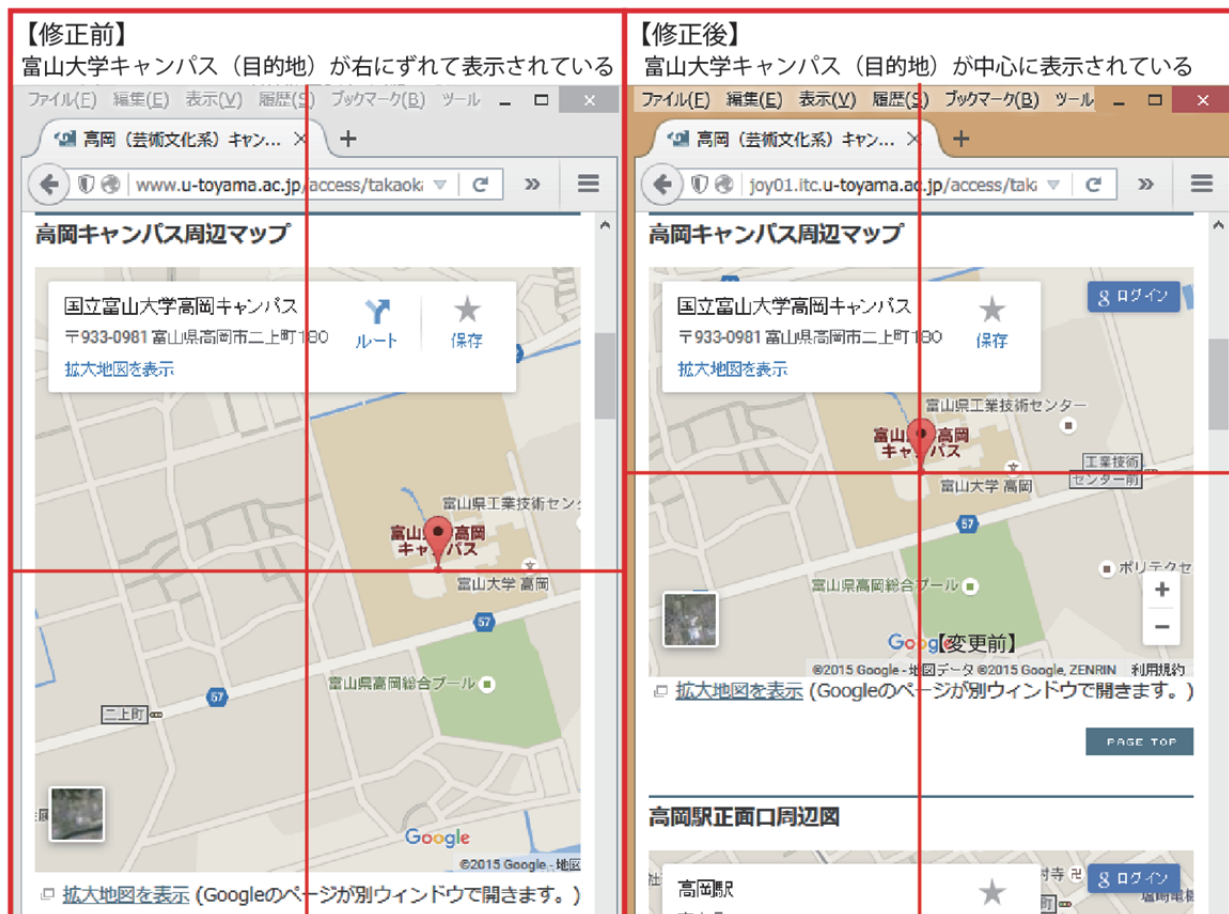 【修正前】
富山大学キャンパス（目的地）が右にずれて表示されている
ファイル(F) 編集(E) 表示(V) 履歴(S) ブックマーク(B) ツール
高岡（芸術文化系）キャン...
www.u-toyama.ac.jp/access/takaoka
高岡キャンパス周辺マップ
国立富山大学高岡キャンパス
〒933-0981 富山県高岡市二上町180
拡大地図を表示
ルート
保存
富山県工業技術セン
富山 高岡
キャンパス
富山大学 高岡
57
富山県高岡総合プール
57
二上町
Google
©2015 Google - 地図
拡大地図を表示 (Googleのページが別ウィンドウで開きます。)
【修正後】
富山大学キャンパス（目的地）が中心に表示されている
ファイル(F) 編集(E) 表示(V) 履歴(S) ブックマーク(B) ツール
高岡（芸術文化系）キャン...
joy01.itc.u-toyama.ac.jp/access/taka
高岡キャンパス周辺マップ
国立富山大学高岡キャンパス
〒933-0981 富山県高岡市二上町180
拡大地図を表示
保存
g ログイン
富山県工業技術センター
富山 高岡
キャンパス
工業技術
センター前
富山大学 高岡
57
ポリテクセ
富山県高岡総合プール
Google
【変更前】
©2015 Google - 地図データ ©2015 Google, ZENRIN 利用規約
拡大地図を表示 (Googleのページが別ウィンドウで開きます。)
PAGE TOP
高岡駅正面口周辺図
高岡駅
g ログイン